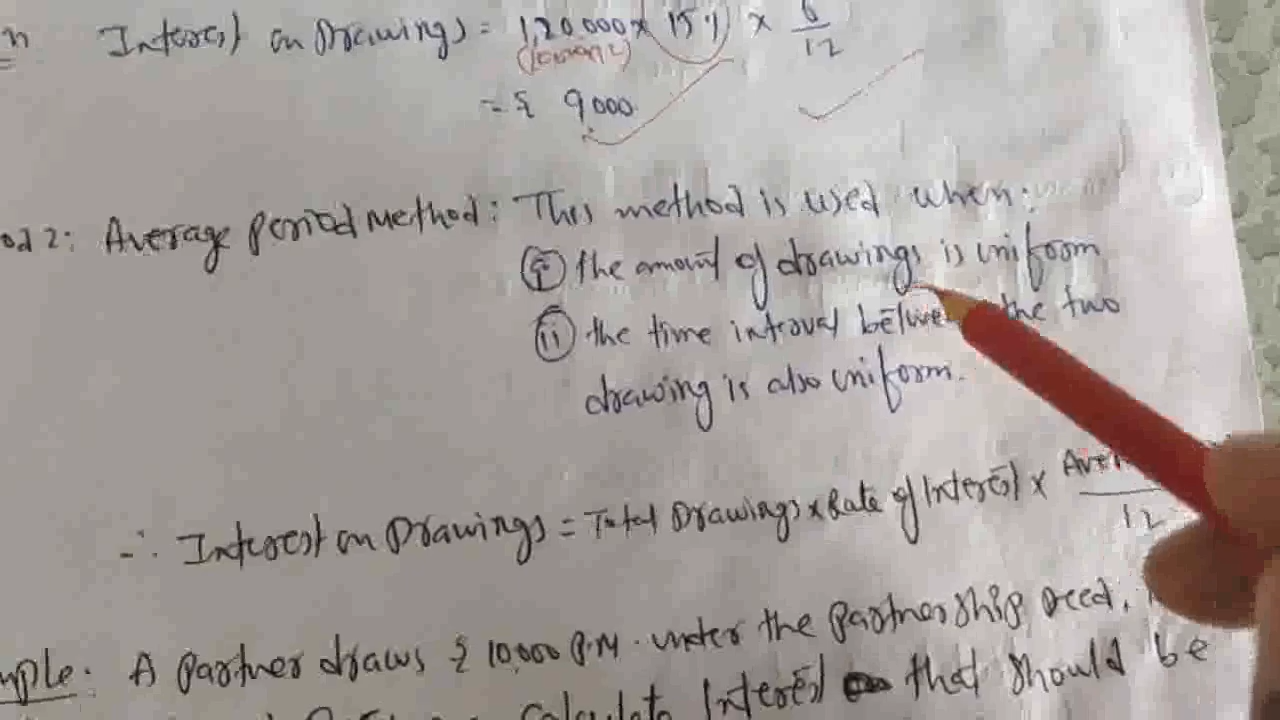 n Interest on Drawings = 1,20,000 x 15% x 6/12
= ₹ 9000
od 2: Average Period Method: This method is used when:
(i) the amount of drawings is uniform
(ii) the time interval between the two
drawing is also uniform.
∴ Interest on Drawings = Total Drawings x Rate of Interest x /12
mple: A Partner draws ₹ 10,000 P.M. under the Partnership Deed,
Calculate Interest that should be